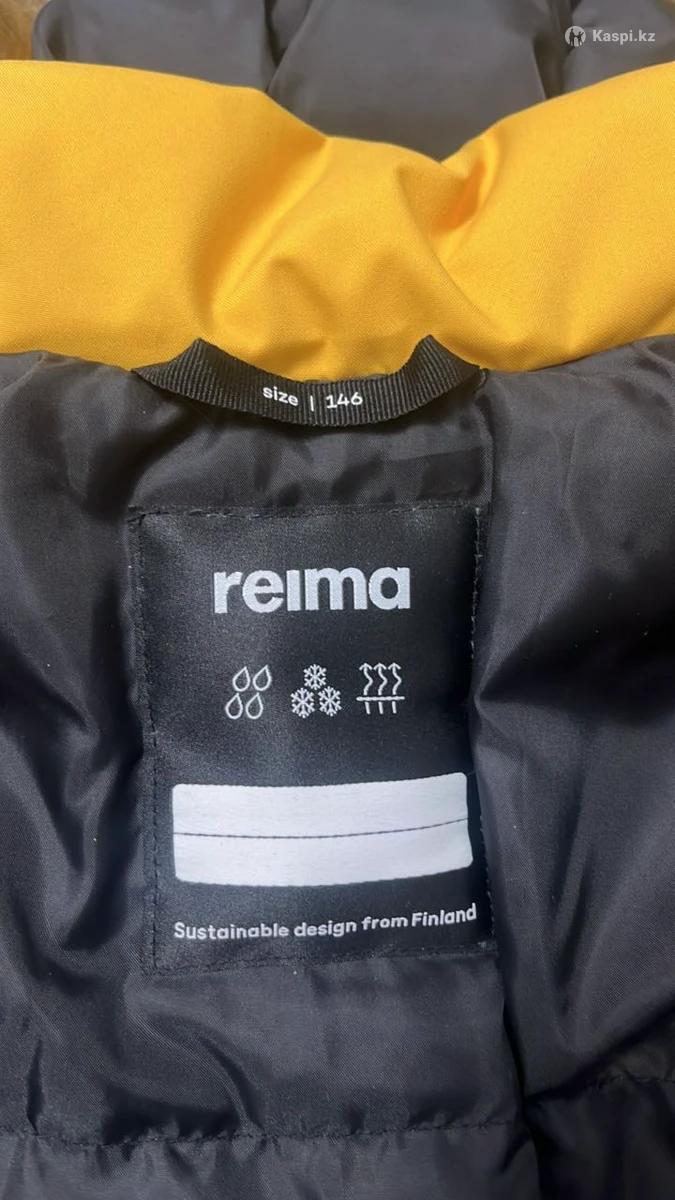 Kaspi.kz
size | 146
reima
Sustainable design from Finland